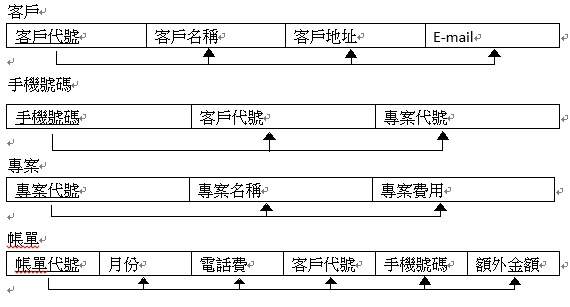 客戶
客戶代號 客戶名稱 客戶地址 E-mail
手機號碼
手機號碼 客戶代號 專案代號
專案
專案代號 專案名稱 專案費用
帳單
帳單代號 月份 電話費 客戶代號 手機號碼 額外金額